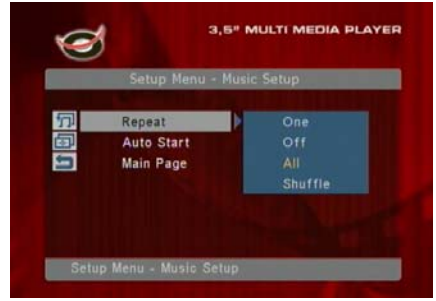 3,5" MULTI MEDIA PLAYER
Setup Menu - Music Setup
Repeat
One
Auto Start
Off
Main Page
All
Shuffle
Setup Menu - Music Setup